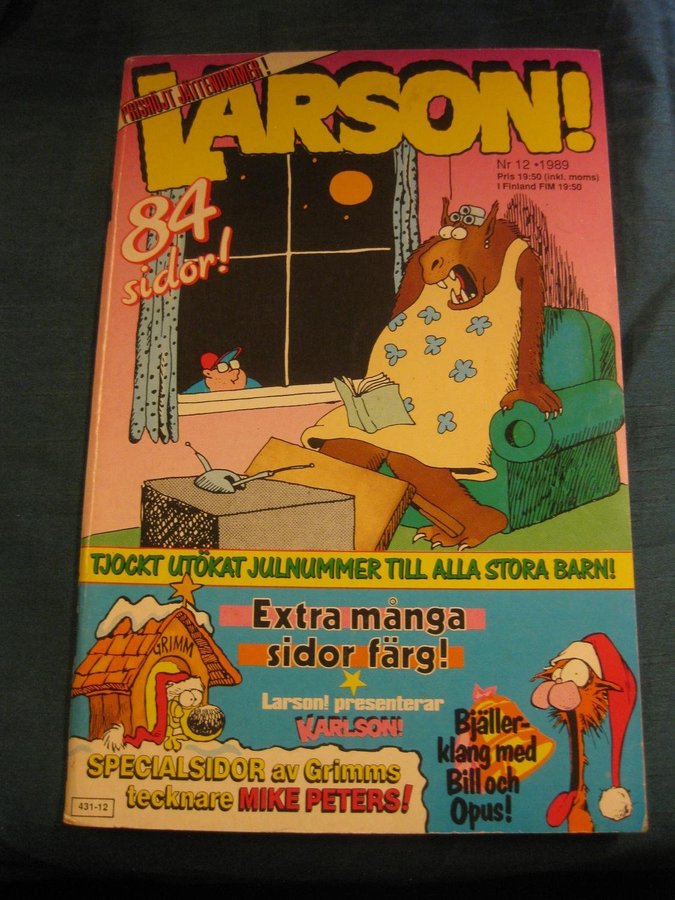 PRISHÖJT JÄTTENUMMER!
LARSON!
Nr 12 • 1989
Pris 19:50 (inkl. moms)
I Finland FIM 19:50
84
sidor!
TJOCKT UTÖKAT JULNUMMER TILL ALLA STORA BARN!
GRIMM
Extra många
sidor färg!
Larson! presenterar
KARLSON!
SPECIALSIDOR av Grimms
tecknare MIKE PETERS!
Bjäller-
klang med
Bill och
Opus!
431-12